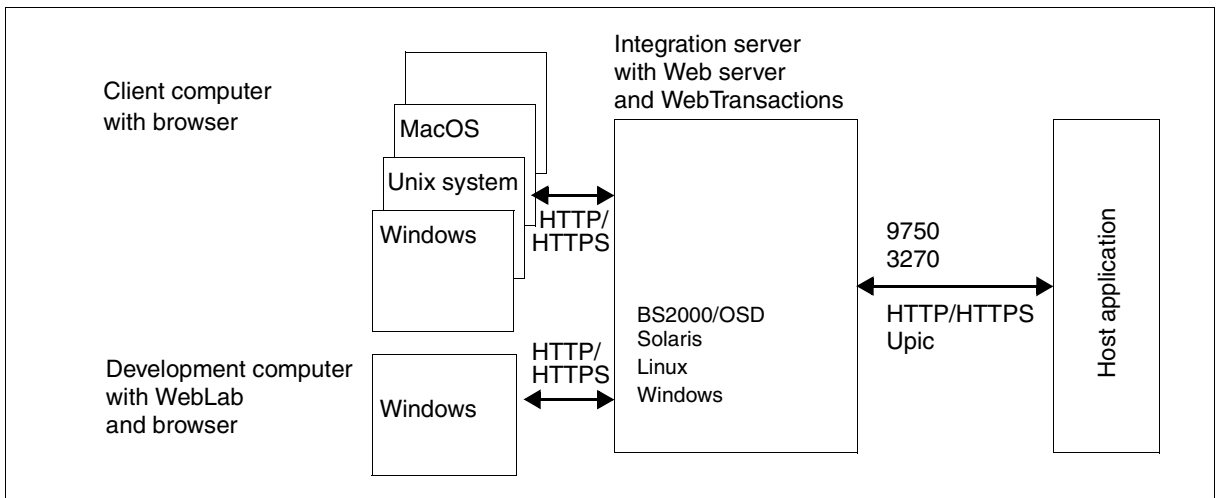 Integration server
with Web server
and WebTransactions
Client computer
with browser
MacOS
Unix system
Windows
HTTP/
HTTPS
9750
3270
HTTP/HTTPS
Upic
Host application
BS2000/OSD
Solaris
Linux
Windows
Development computer
with WebLab
and browser
Windows
HTTP/
HTTPS